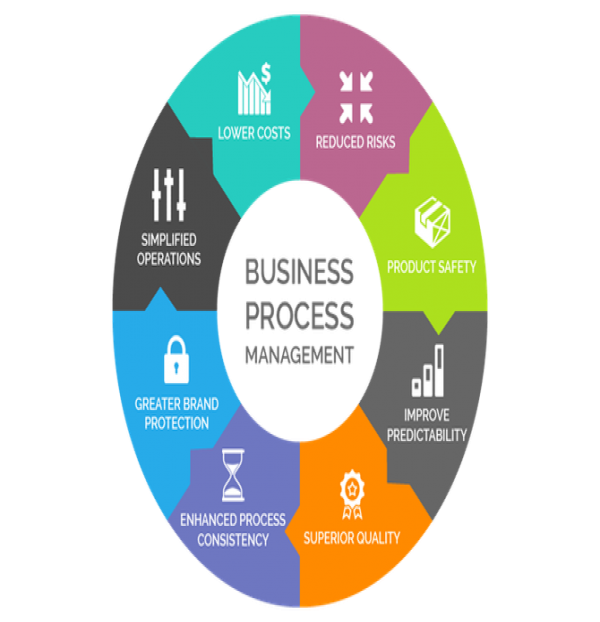 LOWER COSTS
REDUCED RISKS
PRODUCT SAFETY
IMPROVE
PREDICTABILITY
SUPERIOR QUALITY
ENHANCED PROCESS
CONSISTENCY
GREATER BRAND
PROTECTION
SIMPLIFIED
OPERATIONS
BUSINESS
PROCESS
MANAGEMENT